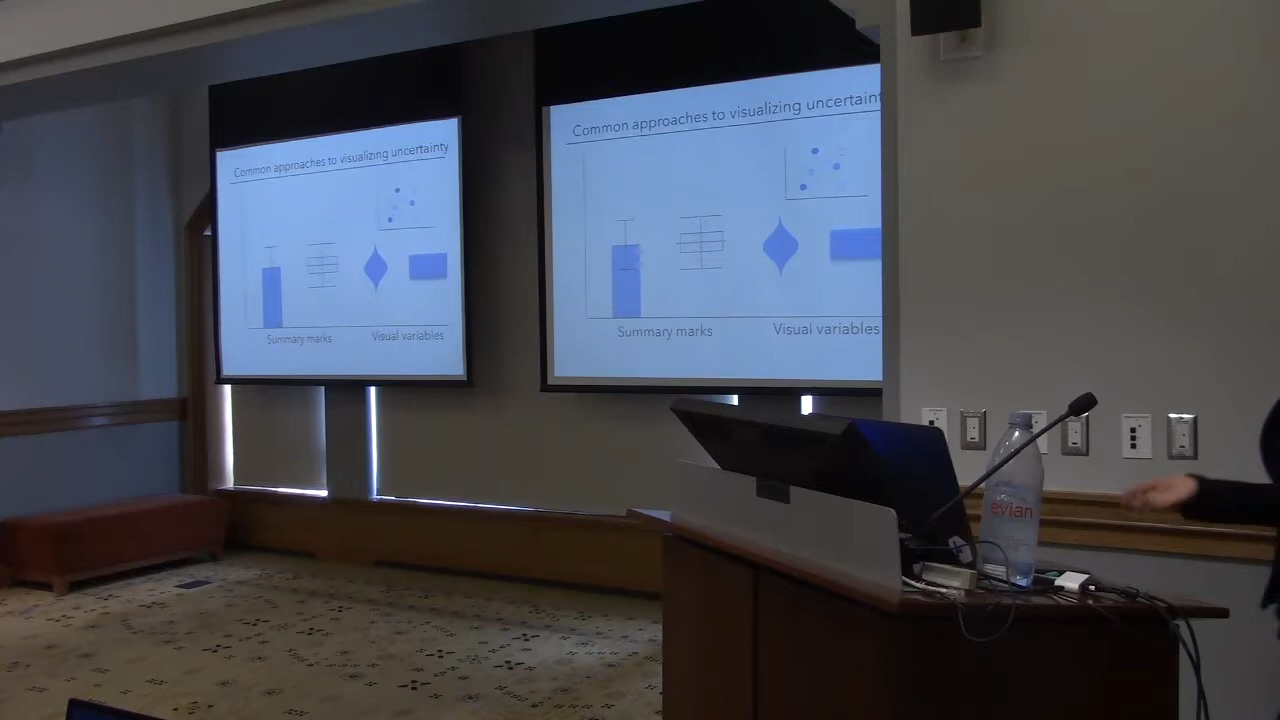 Common approaches to visualizing uncertainty
Summary marks
Visual variables
Common approaches to visualizing uncertaint
Summary marks
Visual variables
evian